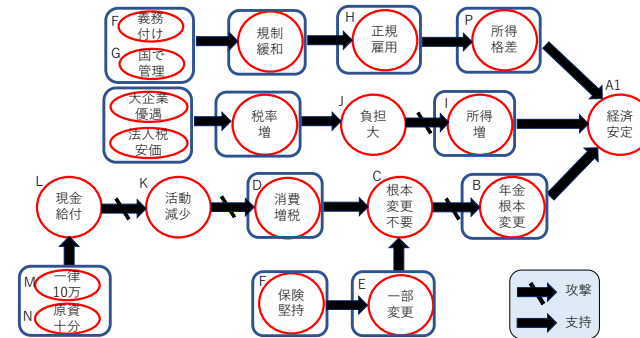 F
義務
付け
G
国で
管理
規制
緩和
H
正規
雇用
P
所得
格差
A1
経済
安定
大企業
優遇
法人税
安価
税率
増
J
負担
大
I
所得
増
L
現金
給付
K
活動
減少
D
消費
増税
C
根本
変更
不要
B
年金
根本
変更
M
一律
10万
N
原資
十分
F
保険
堅持
E
一部
変更
攻撃
支持